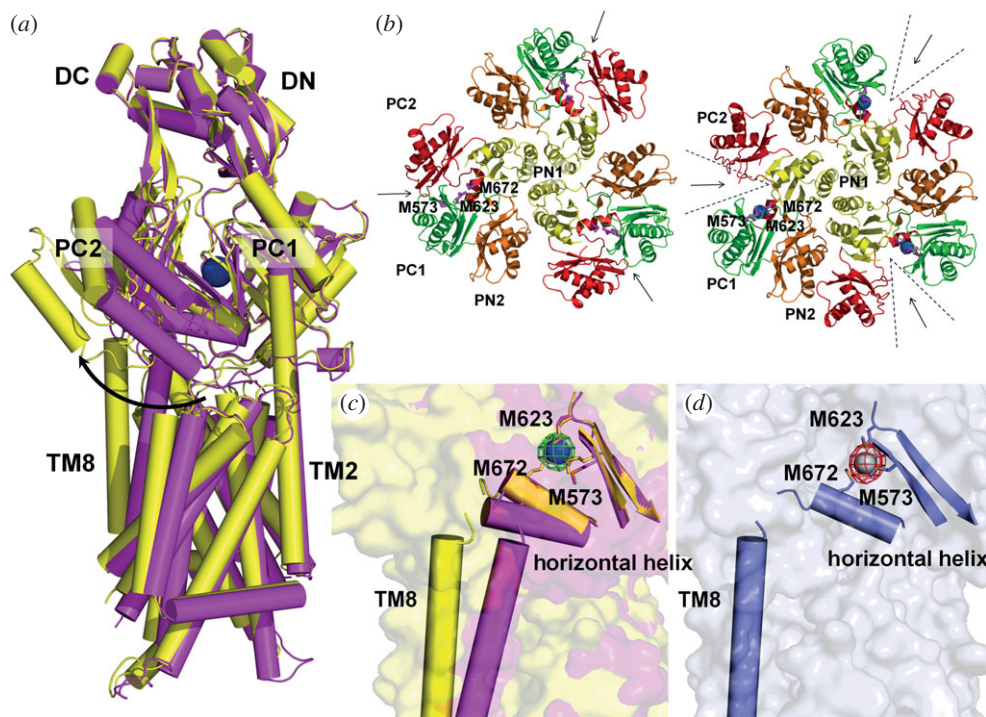 (a)
DC
DN
PC2
PC1
TM8
TM2
(b)
PC2
PN1
M672
M573
M623
PC1
PN2
PC2
PN1
M672
M573
M623
PC1
PN2
(c)
M623
M672
M573
horizontal helix
TM8
(d)
M623
M672
M573
horizontal helix
TM8